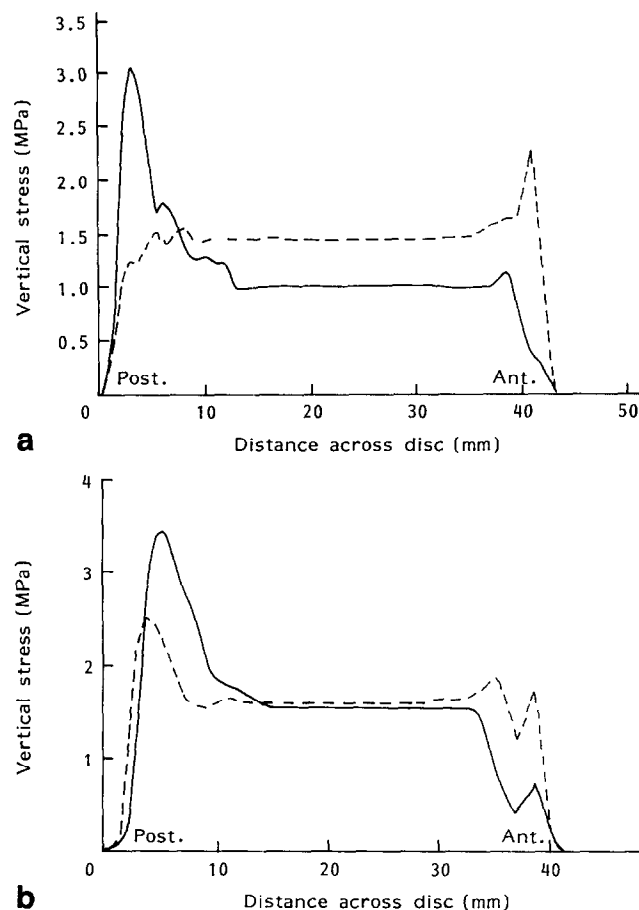 Vertical stress (MPa)
3.5
3.0
2.5
2.0
1.5
1.0
0.5
Post.
Ant.
0
10
20
30
40
50
a
Distance across disc (mm)
Vertical stress (MPa)
4
3
2
1
Post.
Ant.
0
10
20
30
40
b
Distance across disc (mm)